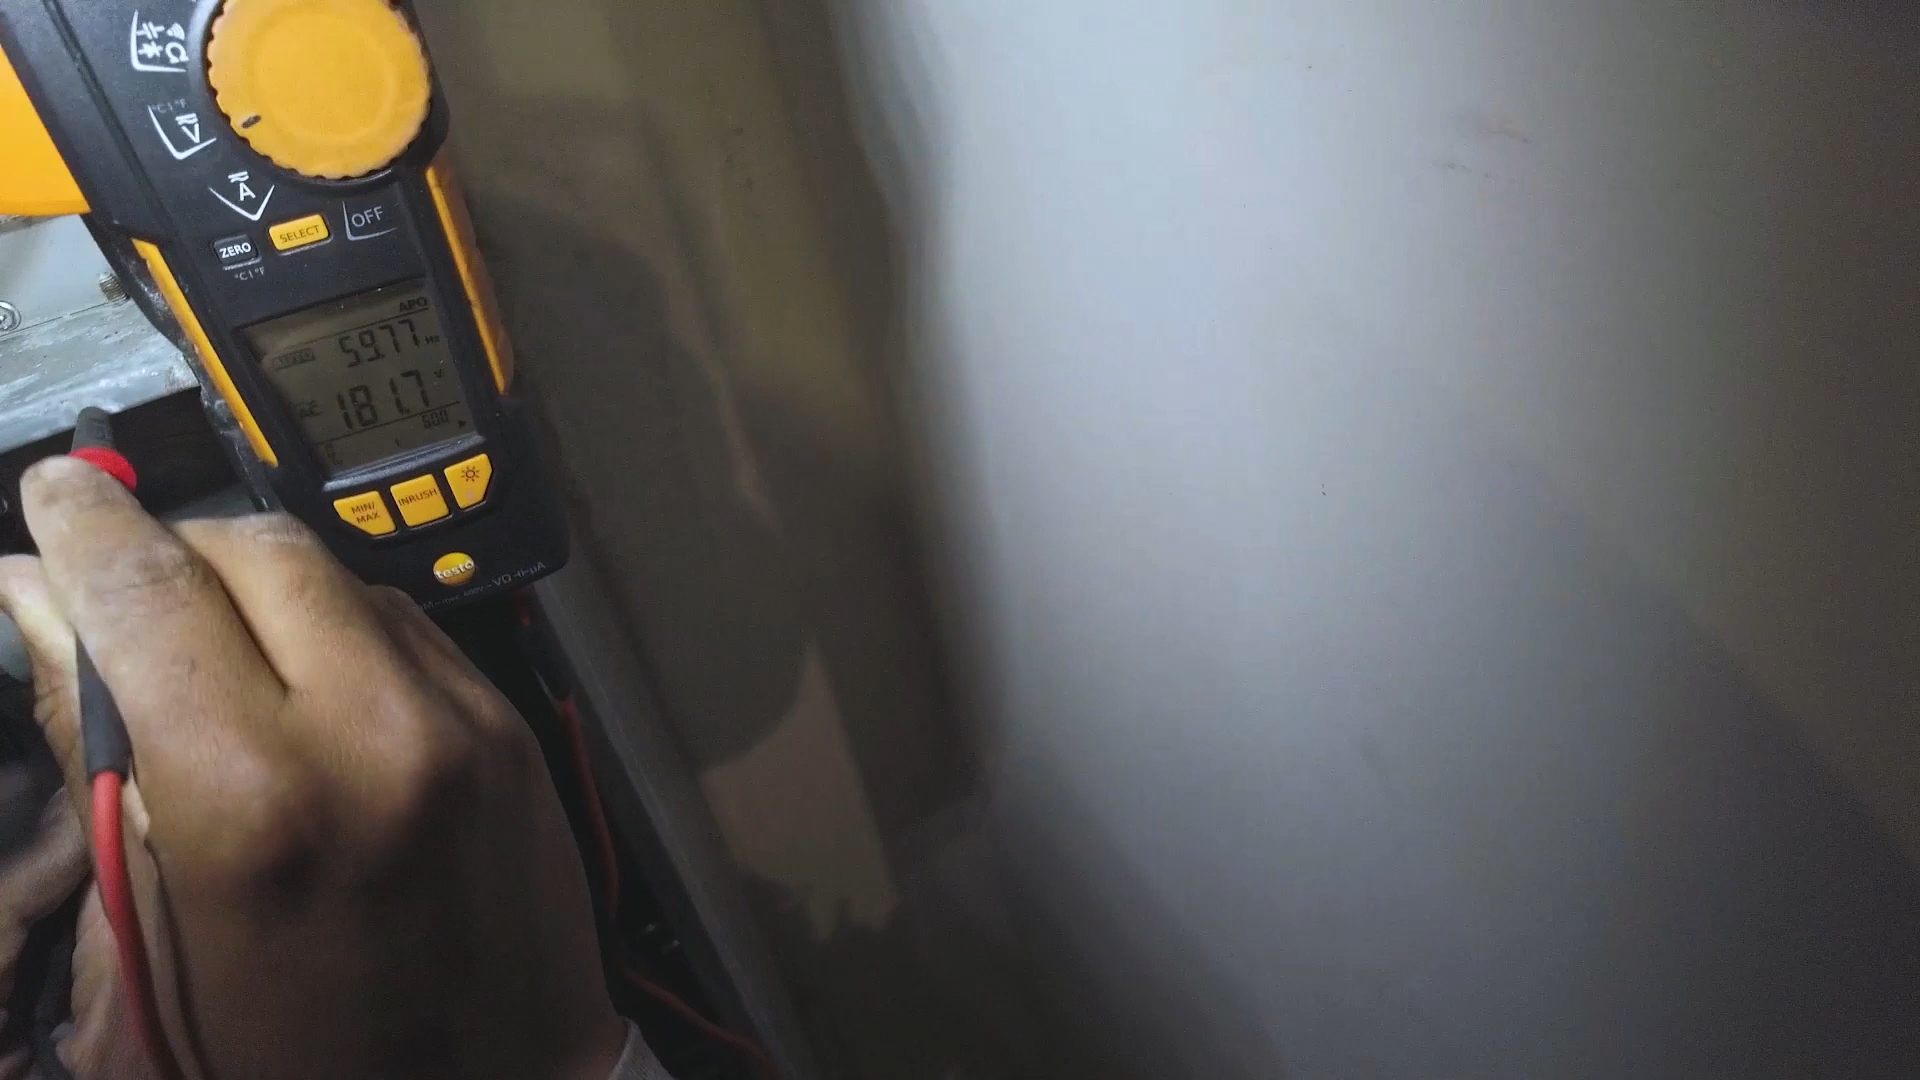 °C | °F
V
A
OFF
ZERO
SELECT
°C | °F
APO
59.77 Hz
AC 181.7 V
600
MIN/
MAX
INRUSH
testo